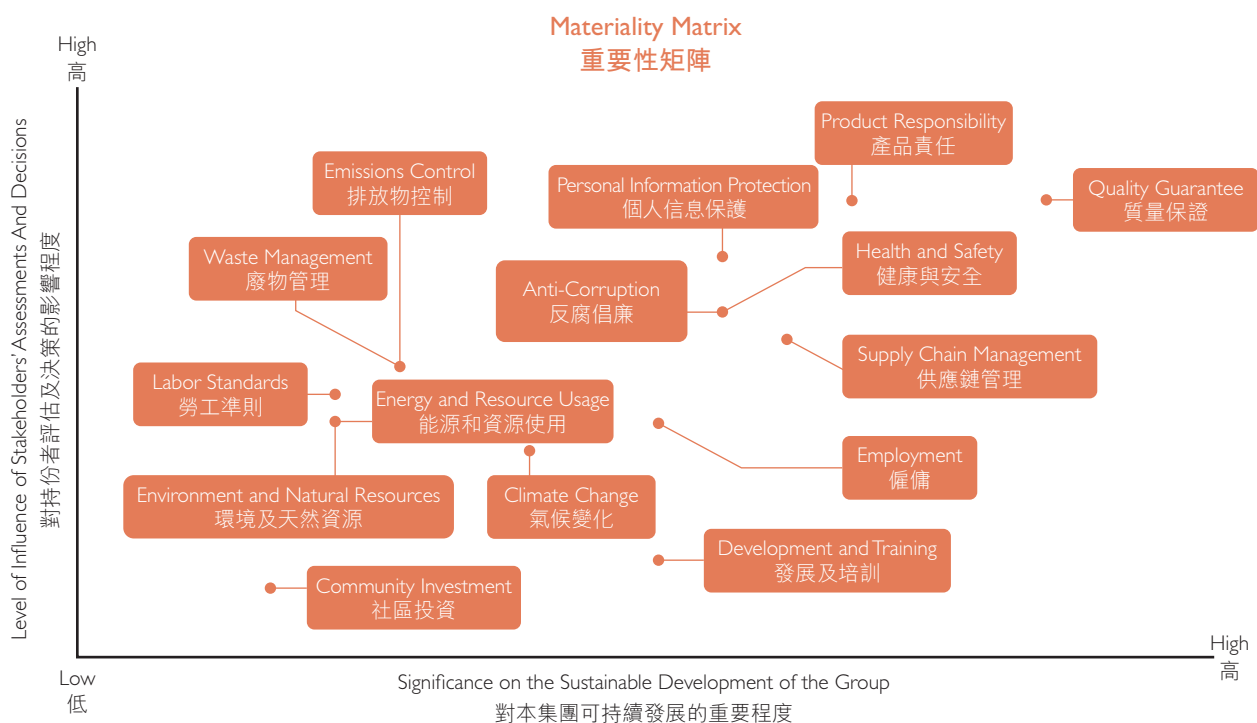 Materiality Matrix
重要性矩陣
High
高
Level of Influence of Stakeholders' Assessments And Decisions
對持份者評估及決策的影響程度
Product Responsibility
產品責任
Emissions Control
排放物控制
Personal Information Protection
個人信息保護
Quality Guarantee
質量保證
Waste Management
廢物管理
Health and Safety
健康與安全
Anti-Corruption
反腐倡廉
Supply Chain Management
供應鏈管理
Labor Standards
勞工準則
Energy and Resource Usage
能源和資源使用
Employment
僱傭
Environment and Natural Resources
環境及天然資源
Climate Change
氣候變化
Development and Training
發展及培訓
Community Investment
社區投資
Low
低
Significance on the Sustainable Development of the Group
對本集團可持續發展的重要程度
High
高